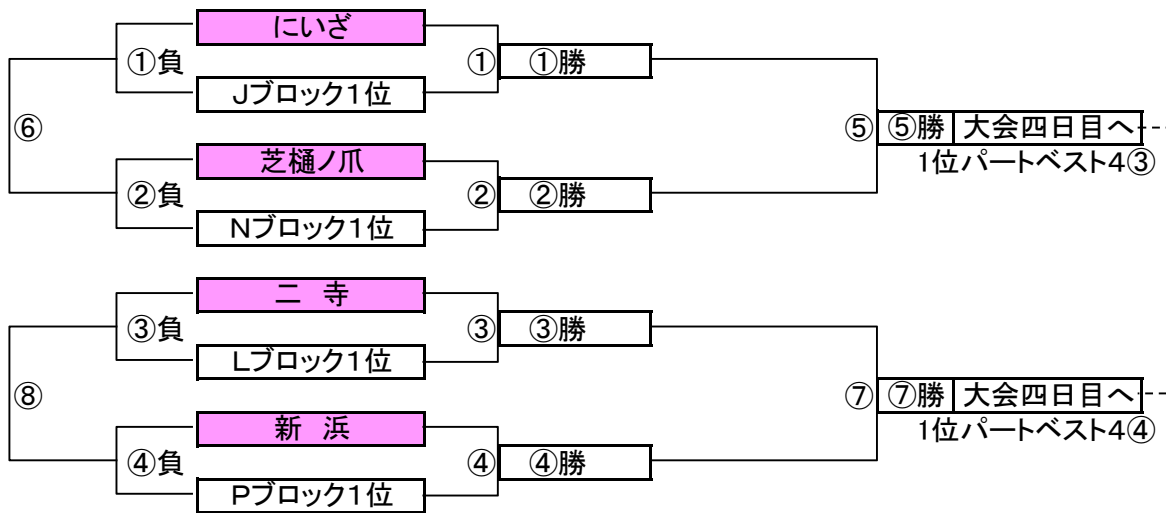 にいざ
①負 ① ①勝
Jブロック1位
⑥ ⑤ ⑤勝 大会四日目へ
芝樋ノ爪 1位パートベスト4③
②負 ② ②勝
Nブロック1位
二 寺
③負 ③ ③勝
Lブロック1位
⑧ ⑦ ⑦勝 大会四日目へ
新 浜 1位パートベスト4④
④負 ④ ④勝
Pブロック1位